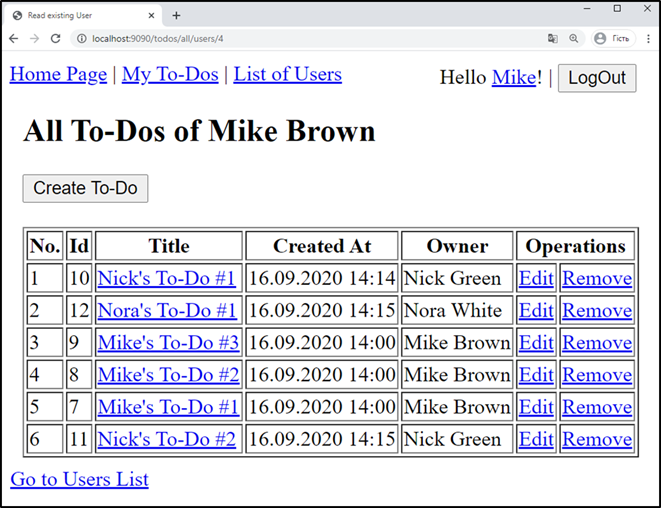 Read existing User
localhost:9090/todos/all/users/4
Гість
Home Page | My To-Dos | List of Users
Hello Mike! | LogOut
All To-Dos of Mike Brown
Create To-Do
No. Id Title Created At Owner Operations
1 10 Nick's To-Do #1 16.09.2020 14:14 Nick Green Edit Remove
2 12 Nora's To-Do #1 16.09.2020 14:15 Nora White Edit Remove
3 9 Mike's To-Do #3 16.09.2020 14:00 Mike Brown Edit Remove
4 8 Mike's To-Do #2 16.09.2020 14:00 Mike Brown Edit Remove
5 7 Mike's To-Do #1 16.09.2020 14:00 Mike Brown Edit Remove
6 11 Nick's To-Do #2 16.09.2020 14:15 Nick Green Edit Remove
Go to Users List